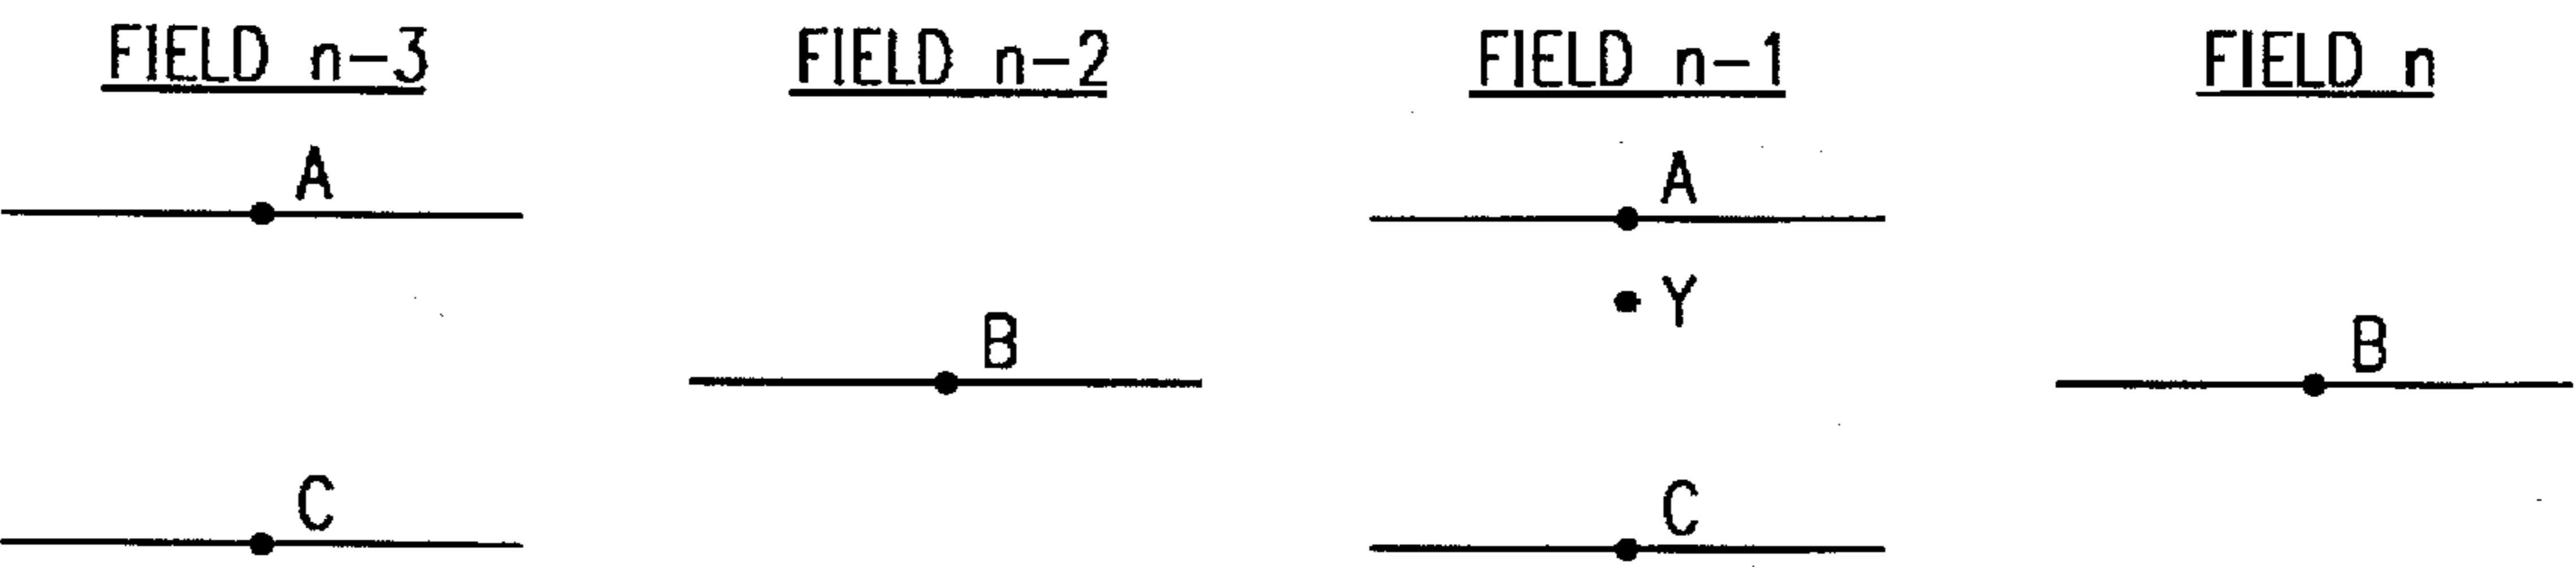 FIELD n-3 FIELD n-2 FIELD n-1 FIELD n
A A
Y
B B
C C